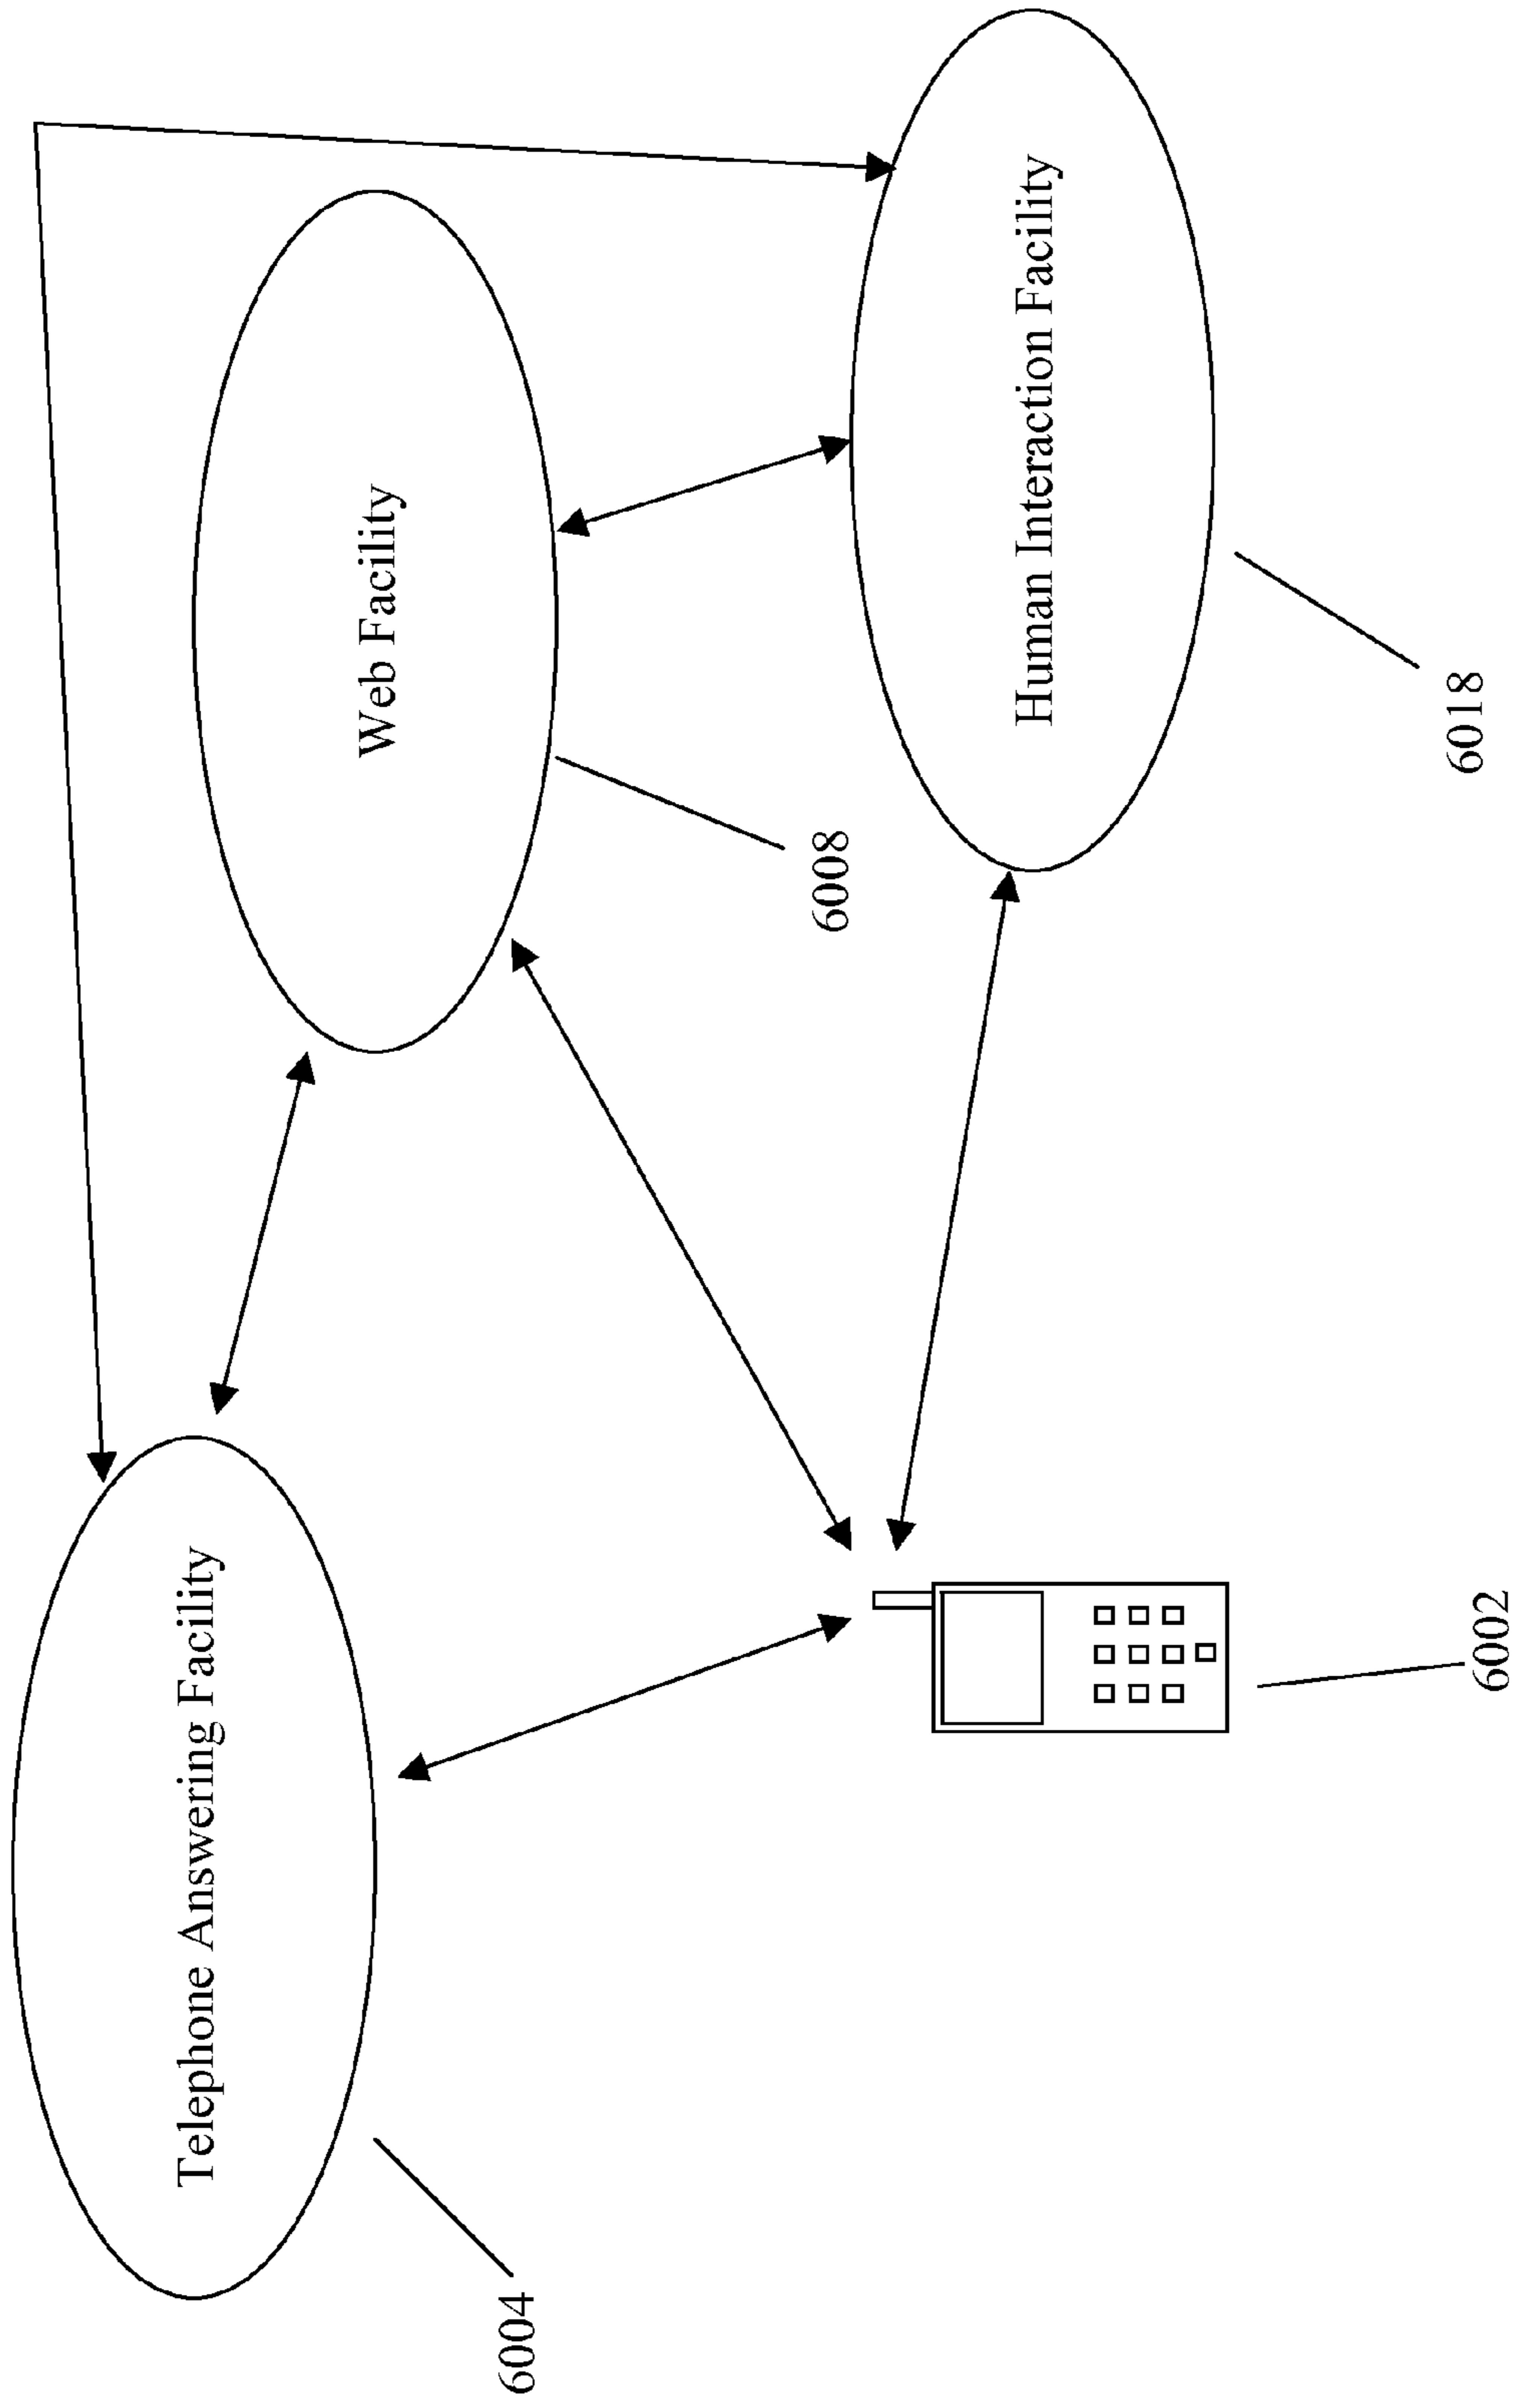 Human Interaction Facility
Web Facility
6018
6008
Telephone Answering Facility
6002
6004